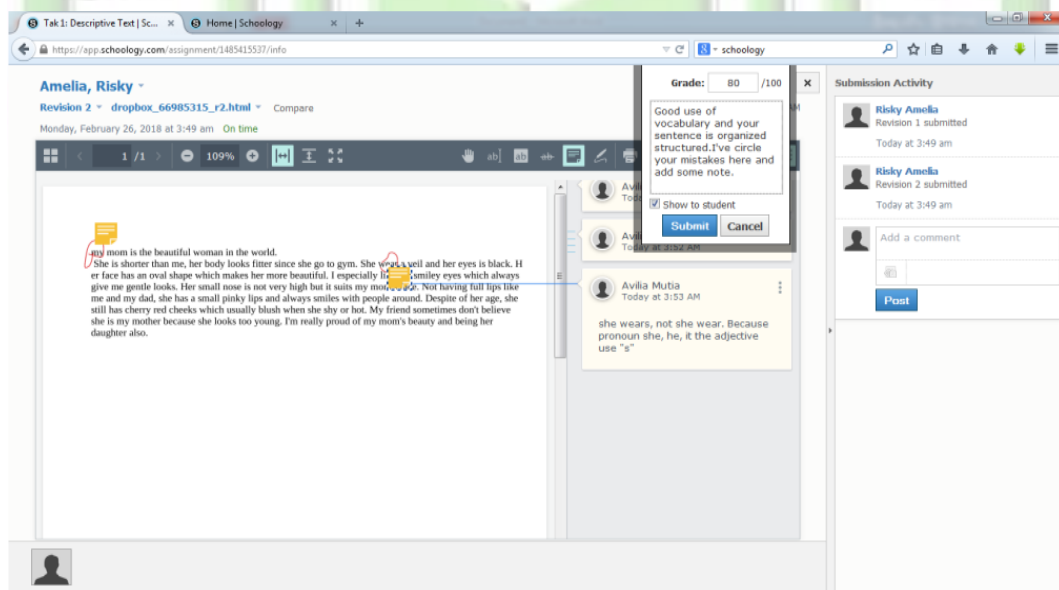 Tak 1: Descriptive Text | Sc... × Home | Schoology × +
https://app.schoology.com/assignment/1485415537/info schoology
Amelia, Risky
Revision 2 dropbox_66985315_r2.html Compare
Monday, February 26, 2018 at 3:49 am On time
1 /1 109%
my mom is the beautiful woman in the world.
She is shorter than me, her body looks fitter since she go to gym. She wears veil and her eyes is black. H
er face has an oval shape which makes her more beautiful. I especially smiley eyes which always
give me gentle looks. Her small nose is not very high but it suits my Not having full lips like
me and my dad, she has a small pinky lips and always smiles with people around. Despite of her age, she
still has cherry red cheeks which usually blush when she shy or hot. My friend sometimes don't believe
she is my mother because she looks too young. I'm really proud of my mom's beauty and being her
daughter also.
Today at 3:52 AM
Avilia Mutia
Today at 3:53 AM
she wears, not she wear. Because
pronoun she, he, it the adjective
use "s"
Grade: 80 /100
Good use of
vocabulary and your
sentence is organized
structured.I've circle
your mistakes here and
add some note.
Show to student
Submit Cancel
Submission Activity
Risky Amelia
Revision 1 submitted
Today at 3:49 am
Risky Amelia
Revision 2 submitted
Today at 3:49 am
Add a comment
Post